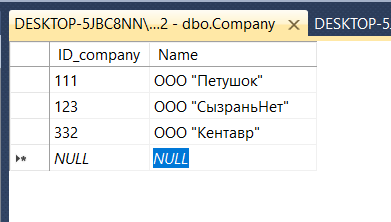 DESKTOP-5JBC8NN\...2 - dbo.Company DESKTOP-5
ID_company Name
111 ООО "Петушок"
123 ООО "СызраньНет"
332 ООО "Кентавр"
NULL NULL